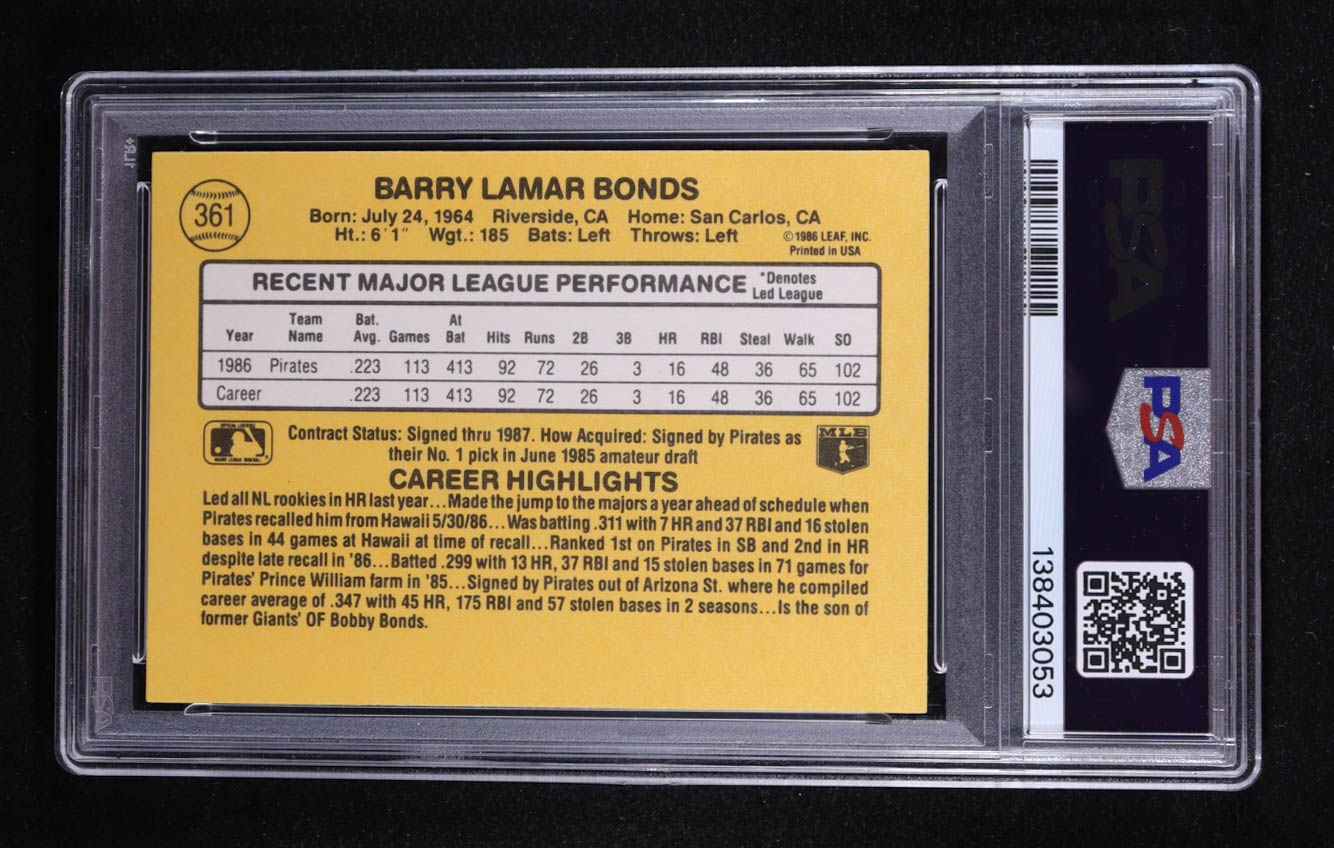 361
BARRY LAMAR BONDS
Born: July 24, 1964 Riverside, CA Home: San Carlos, CA
Ht.: 6'1" Wgt.: 185 Bats: Left Throws: Left
©1986 LEAF, INC.
Printed in USA
RECENT MAJOR LEAGUE PERFORMANCE
*Denotes
Led League
Year Team Name Bat. Avg. Games At Bat Hits Runs 2B 3B HR RBI Steal Walk SO
1986 Pirates .223 113 413 92 72 26 3 16 48 36 65 102
Career .223 113 413 92 72 26 3 16 48 36 65 102
Contract Status: Signed thru 1987. How Acquired: Signed by Pirates as
their No. 1 pick in June 1985 amateur draft
MLB
CAREER HIGHLIGHTS
Led all NL rookies in HR last year...Made the jump to the majors a year ahead of schedule when
Pirates recalled him from Hawaii 5/30/86...Was batting .311 with 7 HR and 37 RBI and 16 stolen
bases in 44 games at Hawaii at time of recall...Ranked 1st on Pirates in SB and 2nd in HR
despite late recall in '86...Batted .299 with 13 HR, 37 RBI and 15 stolen bases in 71 games for
Pirates' Prince William farm in '85...Signed by Pirates out of Arizona St. where he compiled
career average of .347 with 45 HR, 175 RBI and 57 stolen bases in 2 seasons...Is the son of
former Giants' OF Bobby Bonds.
PSA
PSA
138403053
PSA